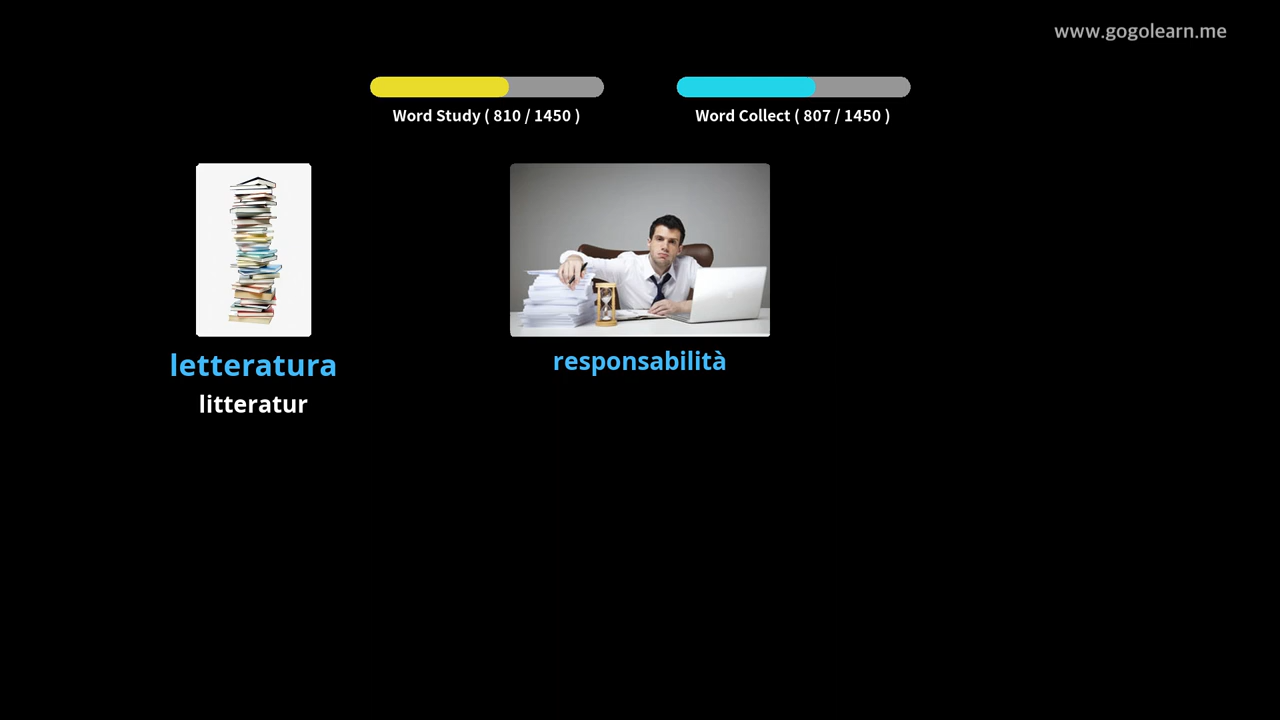 www.gogolearn.me
Word Study ( 810 / 1450 )
Word Collect ( 807 / 1450 )
letteratura
litteratur
responsabilità